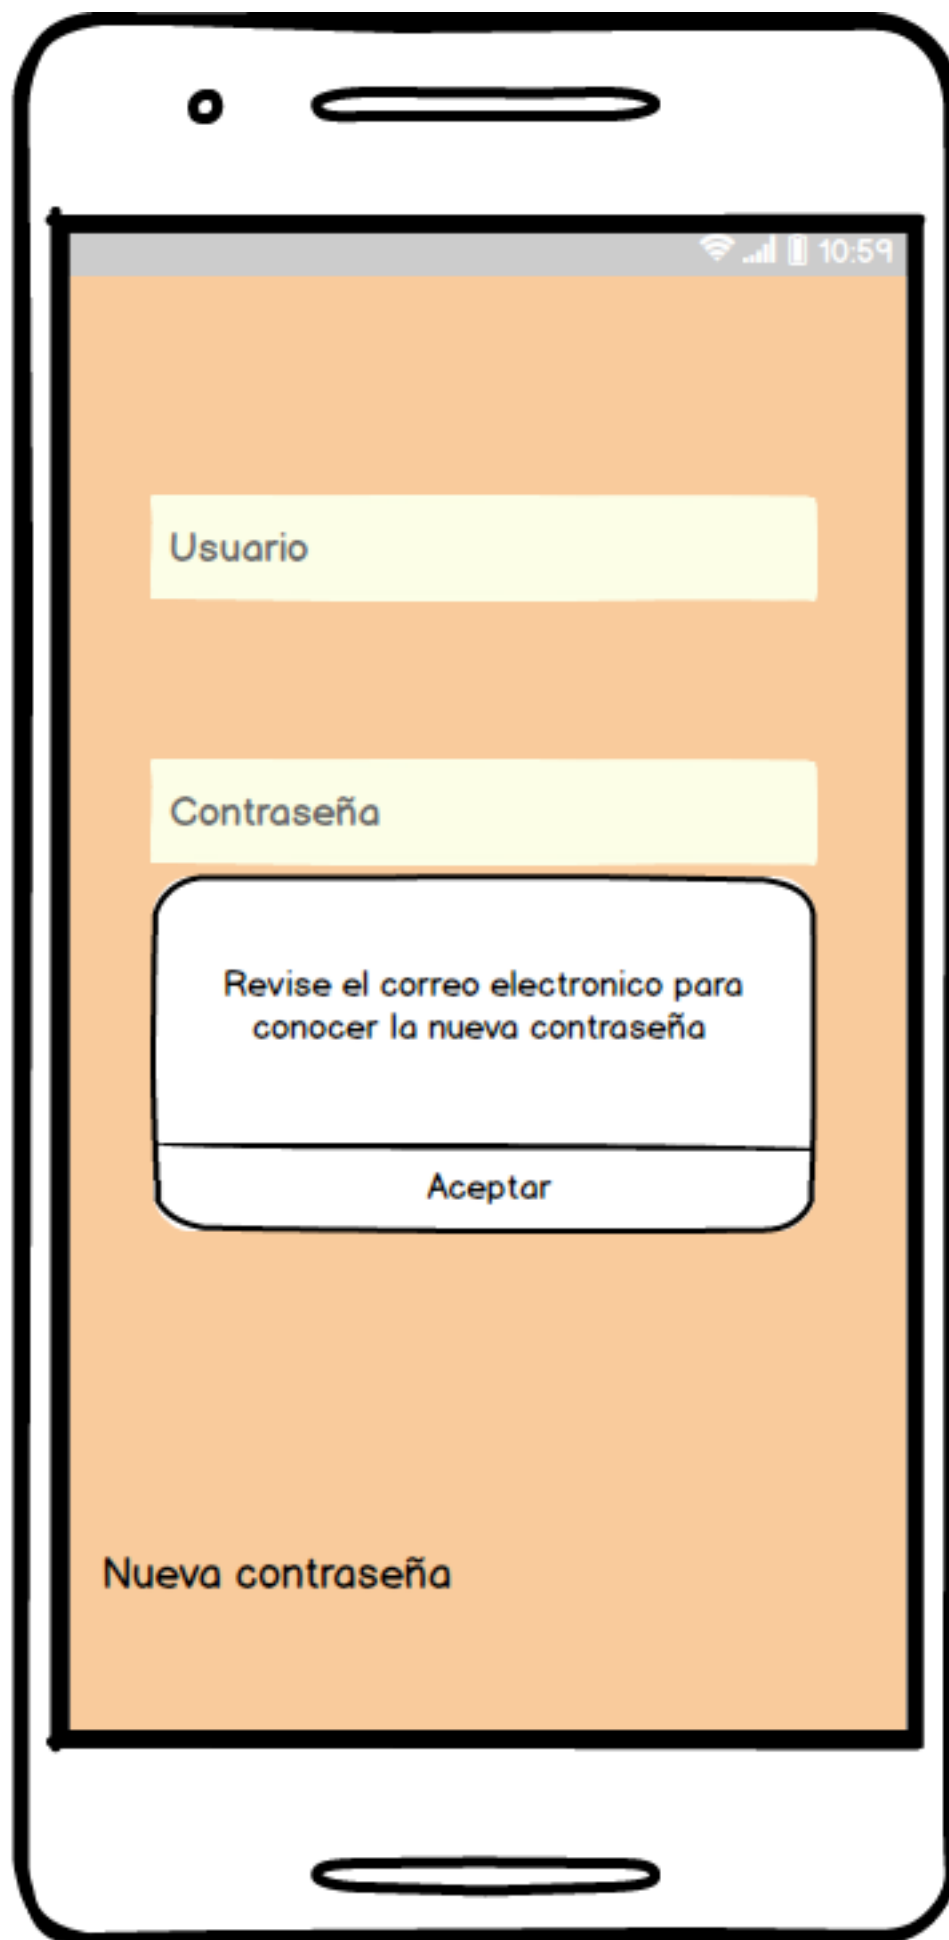 10:59
Usuario
Contraseña
Revise el correo electronico para
conocer la nueva contraseña
Aceptar
Nueva contraseña